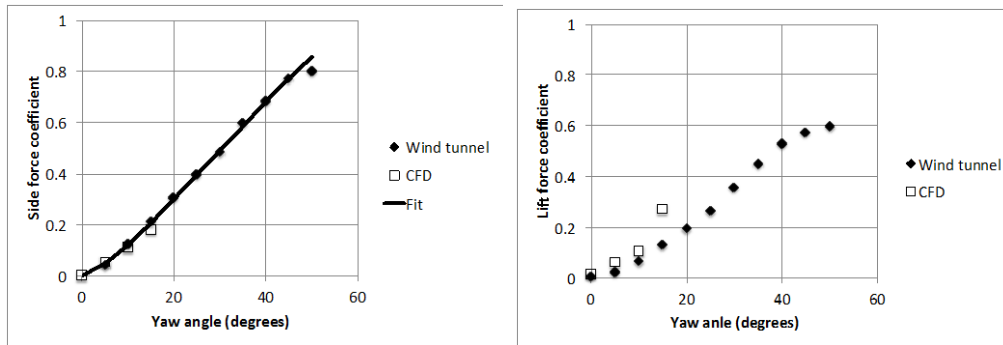 1
0.8
0.6
0.4
0.2
0
0 20 40 60
Side force coefficient
Yaw angle (degrees)
Wind tunnel
CFD
Fit
1
0.8
0.6
0.4
0.2
0
0 20 40 60
Lift force coefficient
Yaw anle (degrees)
Wind tunnel
CFD